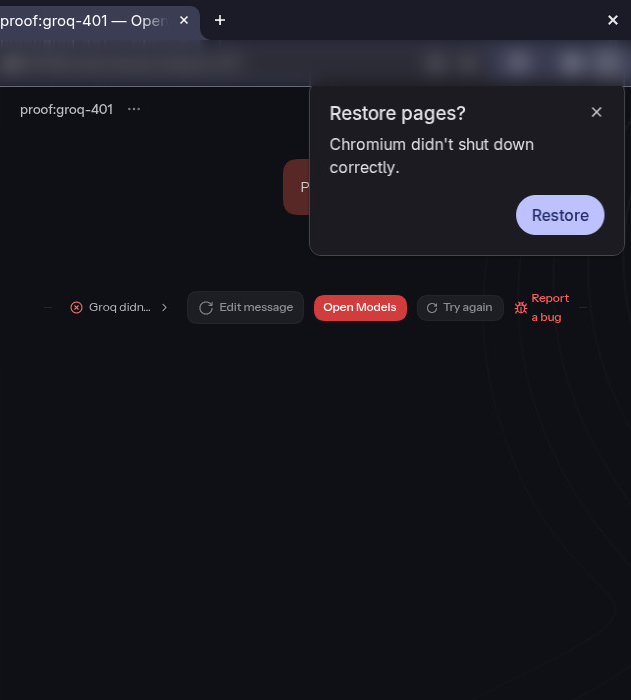 proof:groq-401 — Open
proof:groq-401 ...
Restore pages?
Chromium didn't shut down
correctly.
P
Restore
Groq didn... Edit message Open Models Try again Report
a bug